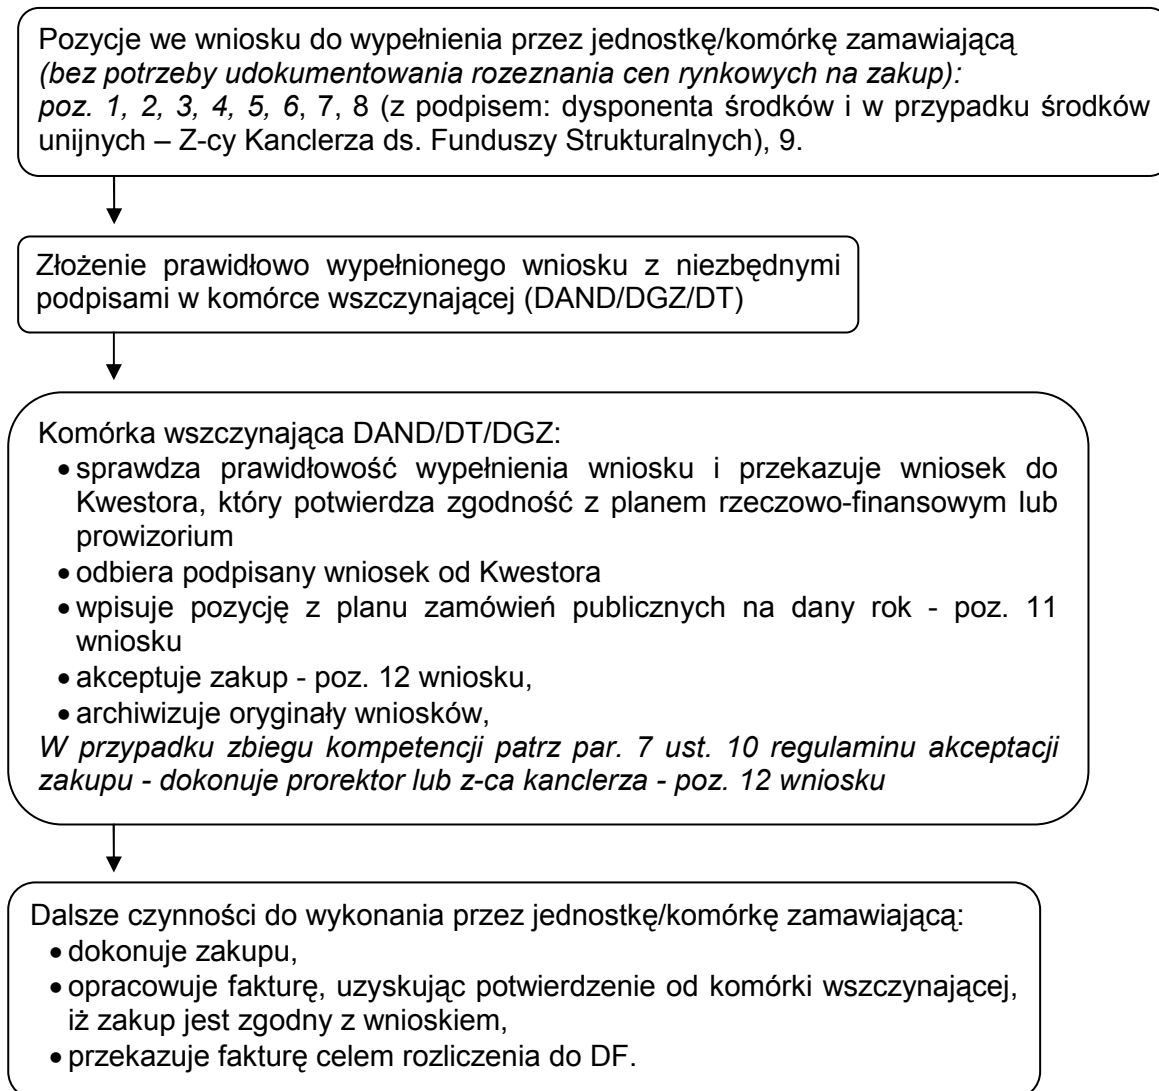 Pozycje we wniosku do wypełnienia przez jednostkę/komórkę zamawiającą
(bez potrzeby udokumentowania rozeznania cen rynkowych na zakup):
poz. 1, 2, 3, 4, 5, 6, 7, 8 (z podpisem: dysponenta środków i w przypadku środków
unijnych – Z-cy Kanclerza ds. Funduszy Strukturalnych), 9.
Złożenie prawidłowo wypełnionego wniosku z niezbędnymi
podpisami w komórce wszczynającej (DAND/DGZ/DT)
Komórka wszczynająca DAND/DT/DGZ:
• sprawdza prawidłowość wypełnienia wniosku i przekazuje wniosek do
Kwestora, który potwierdza zgodność z planem rzeczowo-finansowym lub
prowizorium
• odbiera podpisany wniosek od Kwestora
• wpisuje pozycję z planu zamówień publicznych na dany rok - poz. 11
wniosku
• akceptuje zakup - poz. 12 wniosku,
• archiwizuje oryginały wniosków,
W przypadku zbiegu kompetencji patrz par. 7 ust. 10 regulaminu akceptacji
zakupu - dokonuje prorektor lub z-ca kanclerza - poz. 12 wniosku
Dalsze czynności do wykonania przez jednostkę/komórkę zamawiającą:
• dokonuje zakupu,
• opracowuje fakturę, uzyskując potwierdzenie od komórki wszczynającej,
iż zakup jest zgodny z wnioskiem,
• przekazuje fakturę celem rozliczenia do DF.